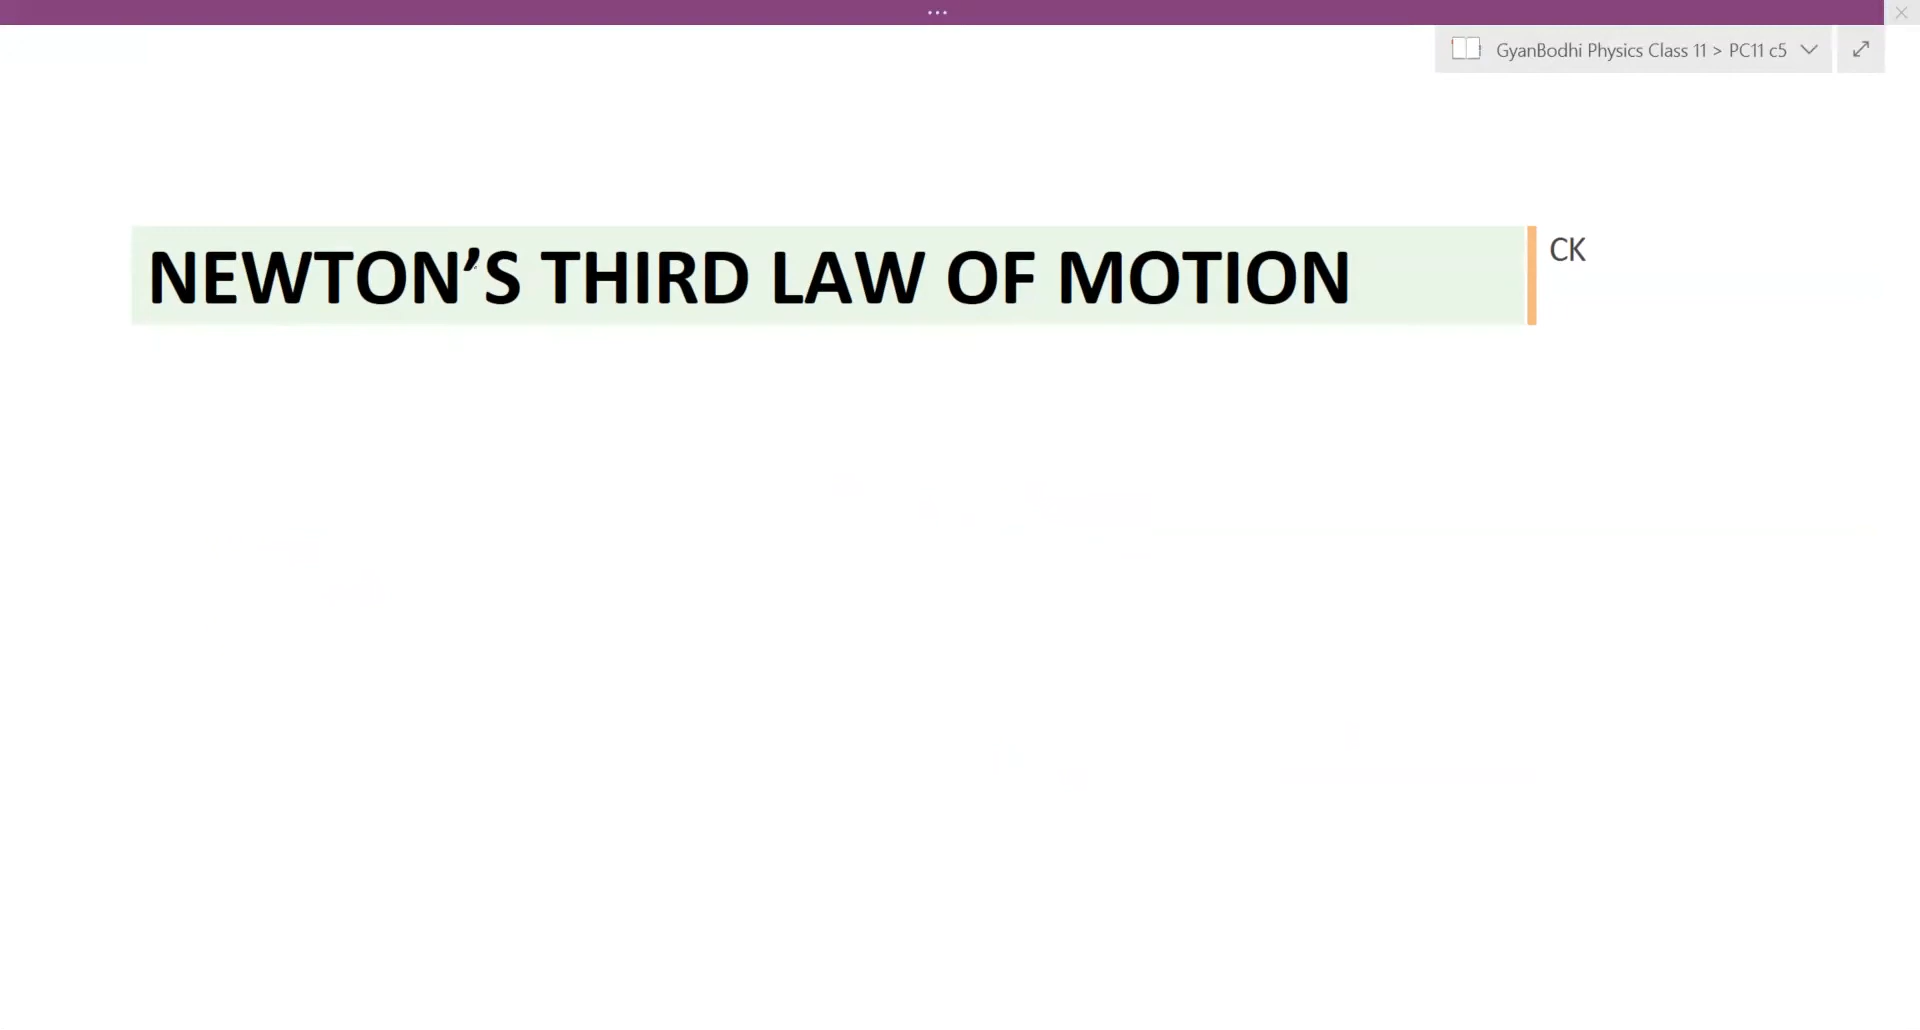 ...
GyanBodhi Physics Class 11 > PC11 c5
NEWTON’S THIRD LAW OF MOTION
CK